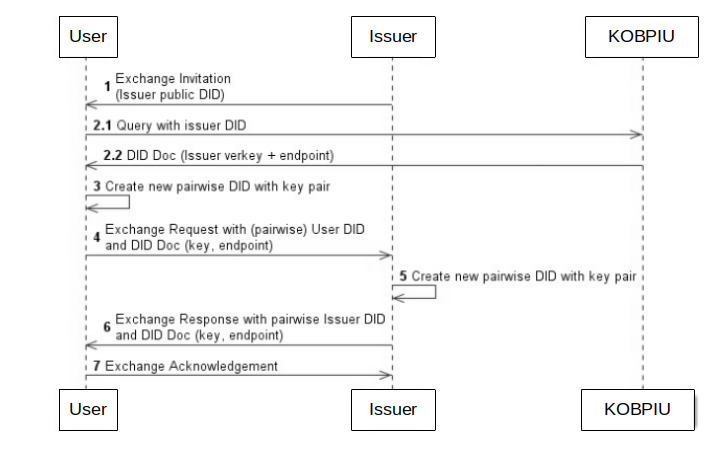 User
Issuer
KOBPIU
1 Exchange Invitation
(Issuer public DID)
2.1 Query with issuer DID
2.2 DID Doc (Issuer verkey + endpoint)
3 Create new pairwise DID with key pair
4 Exchange Request with (pairwise) User DID
and DID Doc (key, endpoint)
5 Create new pairwise DID with key pair
6 Exchange Response with pairwise Issuer DID
and DID Doc (key, endpoint)
7 Exchange Acknowledgement
User
Issuer
KOBPIU